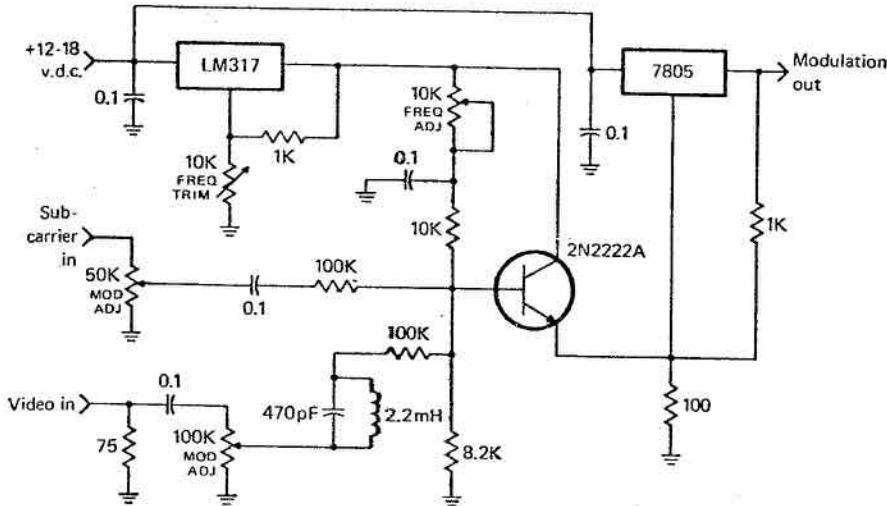 +12-18
v.d.c.
0.1
LM317
10K
FREQ
TRIM
1K
10K
FREQ
ADJ
0.1
10K
7805
Modulation
out
0.1
1K
Sub-
carrier
in
50K
MOD
ADJ
0.1
100K
2N2222A
100K
470pF
2.2mH
Video in
75
0.1
100K
MOD
ADJ
8.2K
100